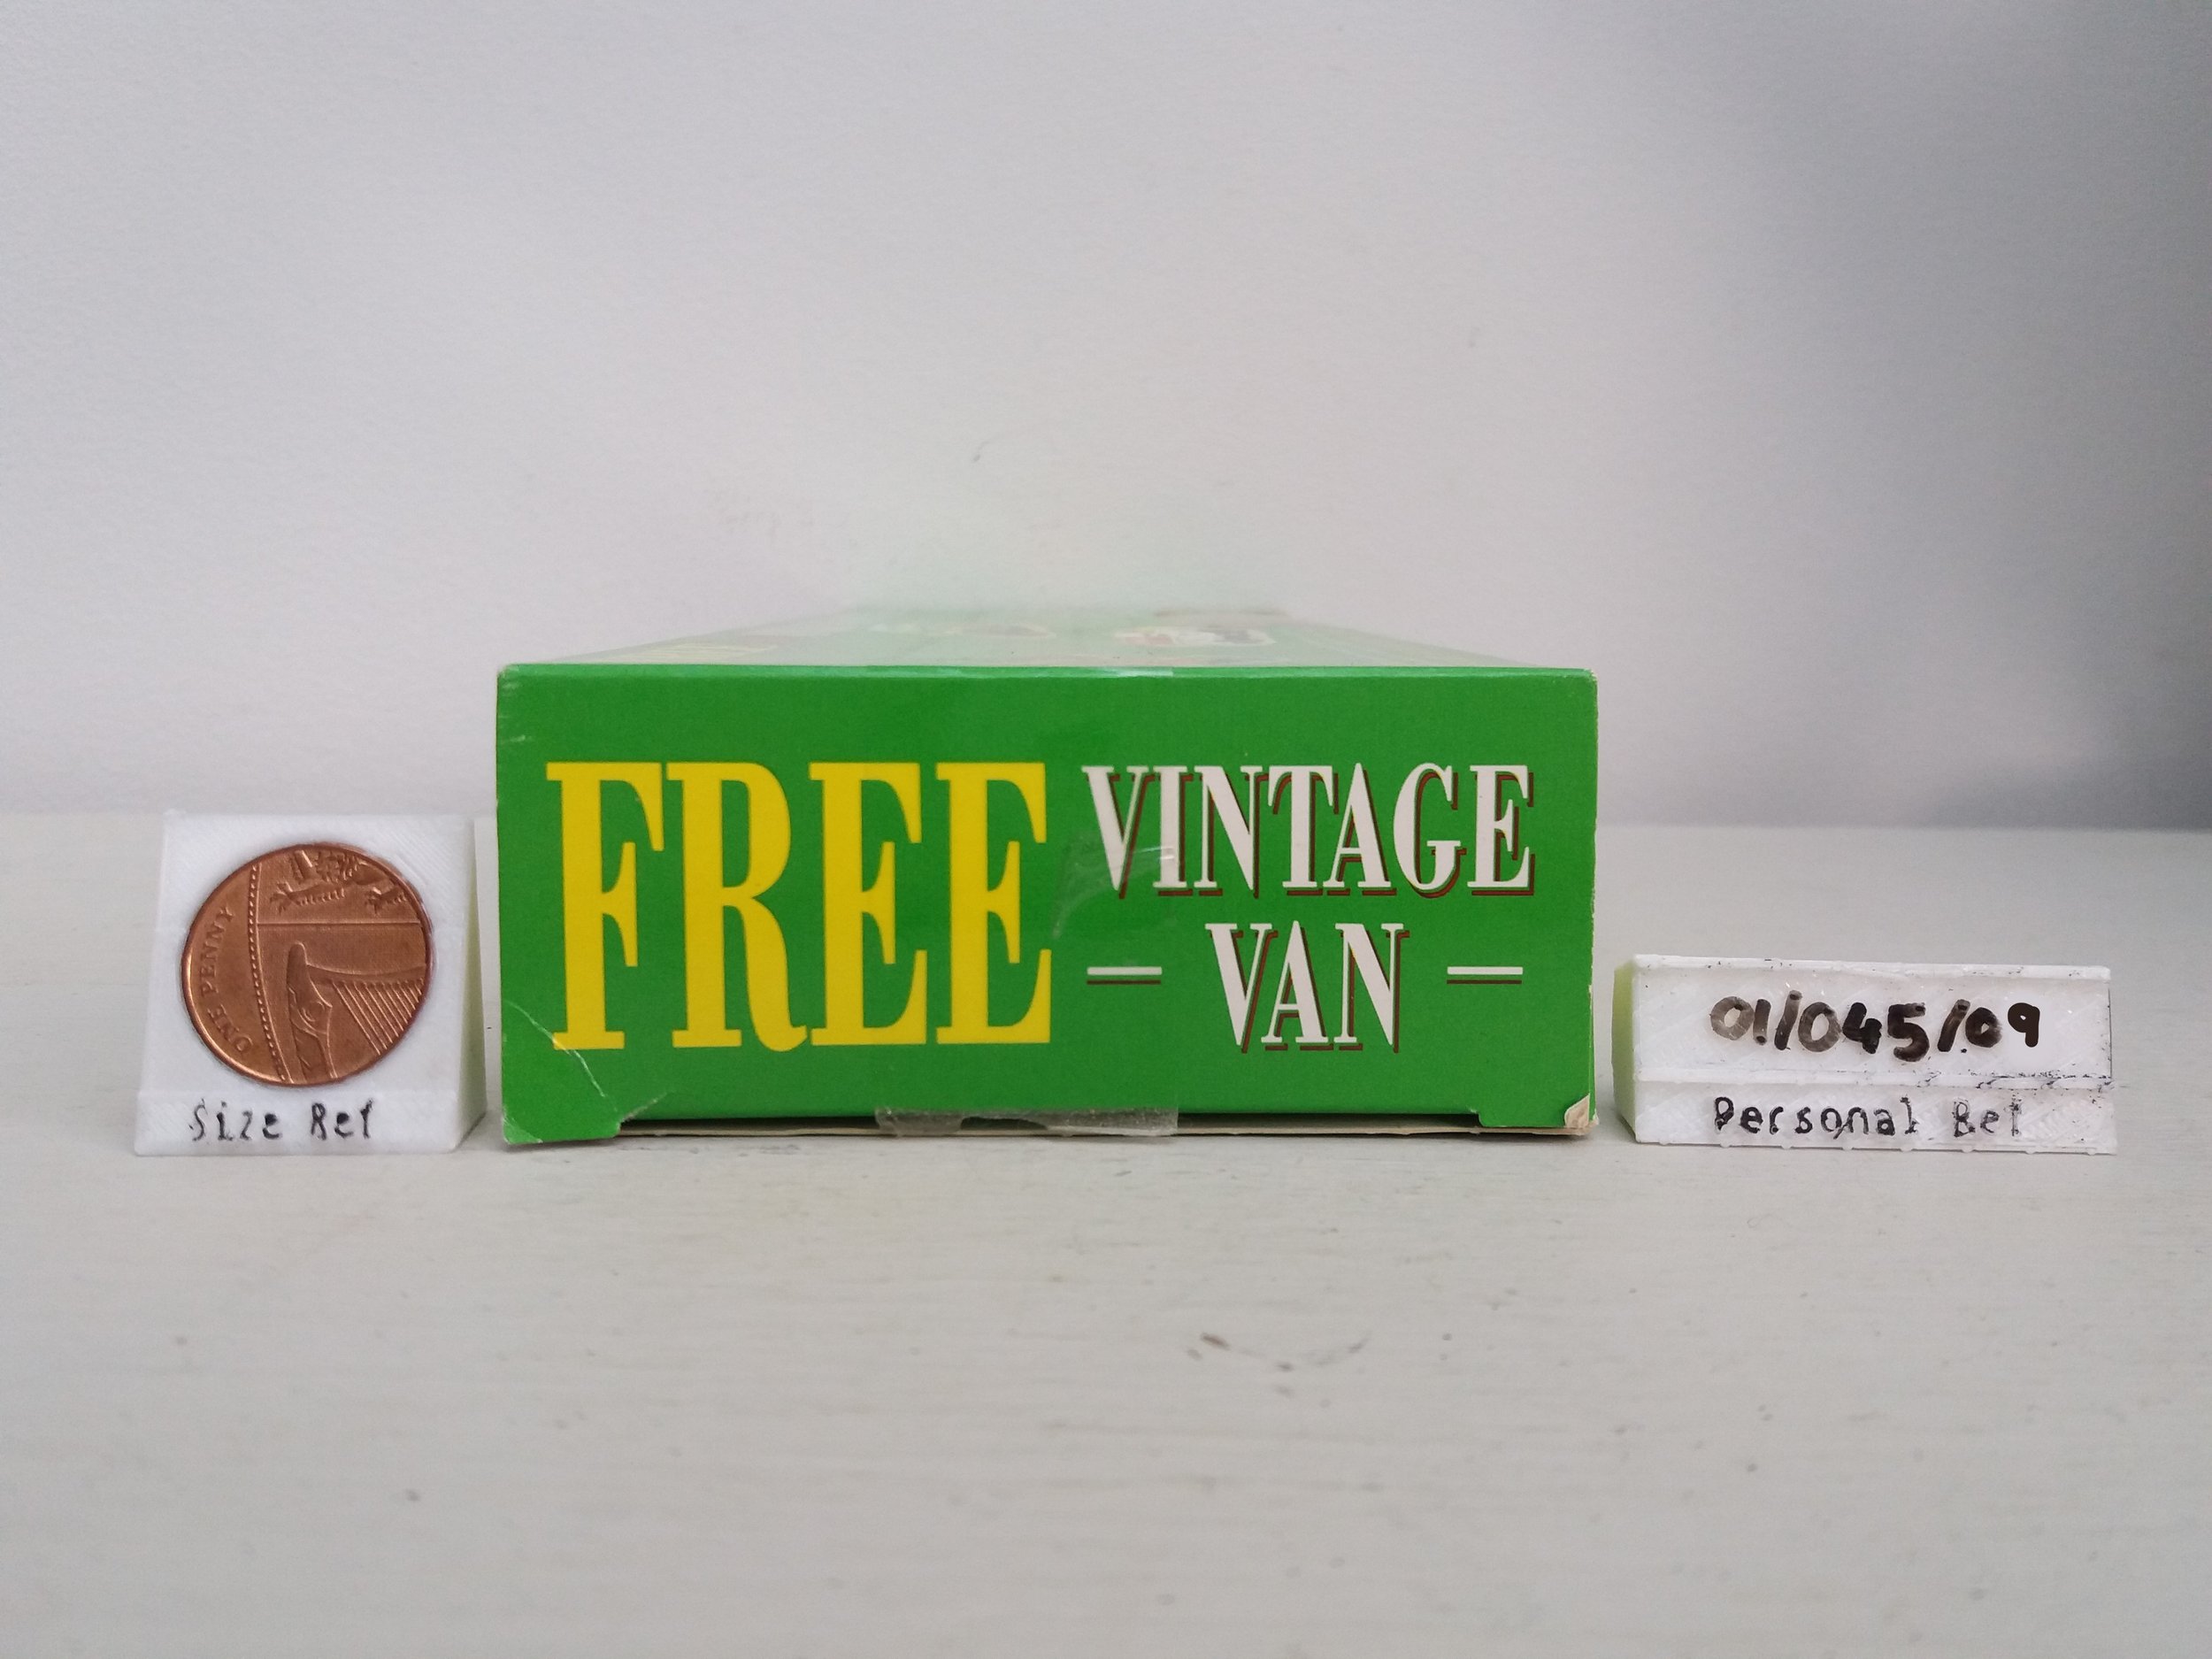 FREE VINTAGE
VAN
ONE PENNY
Size Ref
01/045/09
Personal Ref